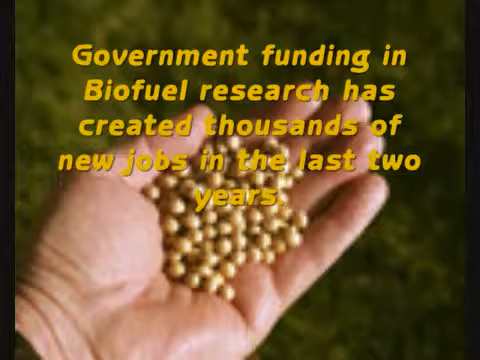 Government funding in
Biofuel research has
created thousands of
new jobs in the last two
years.